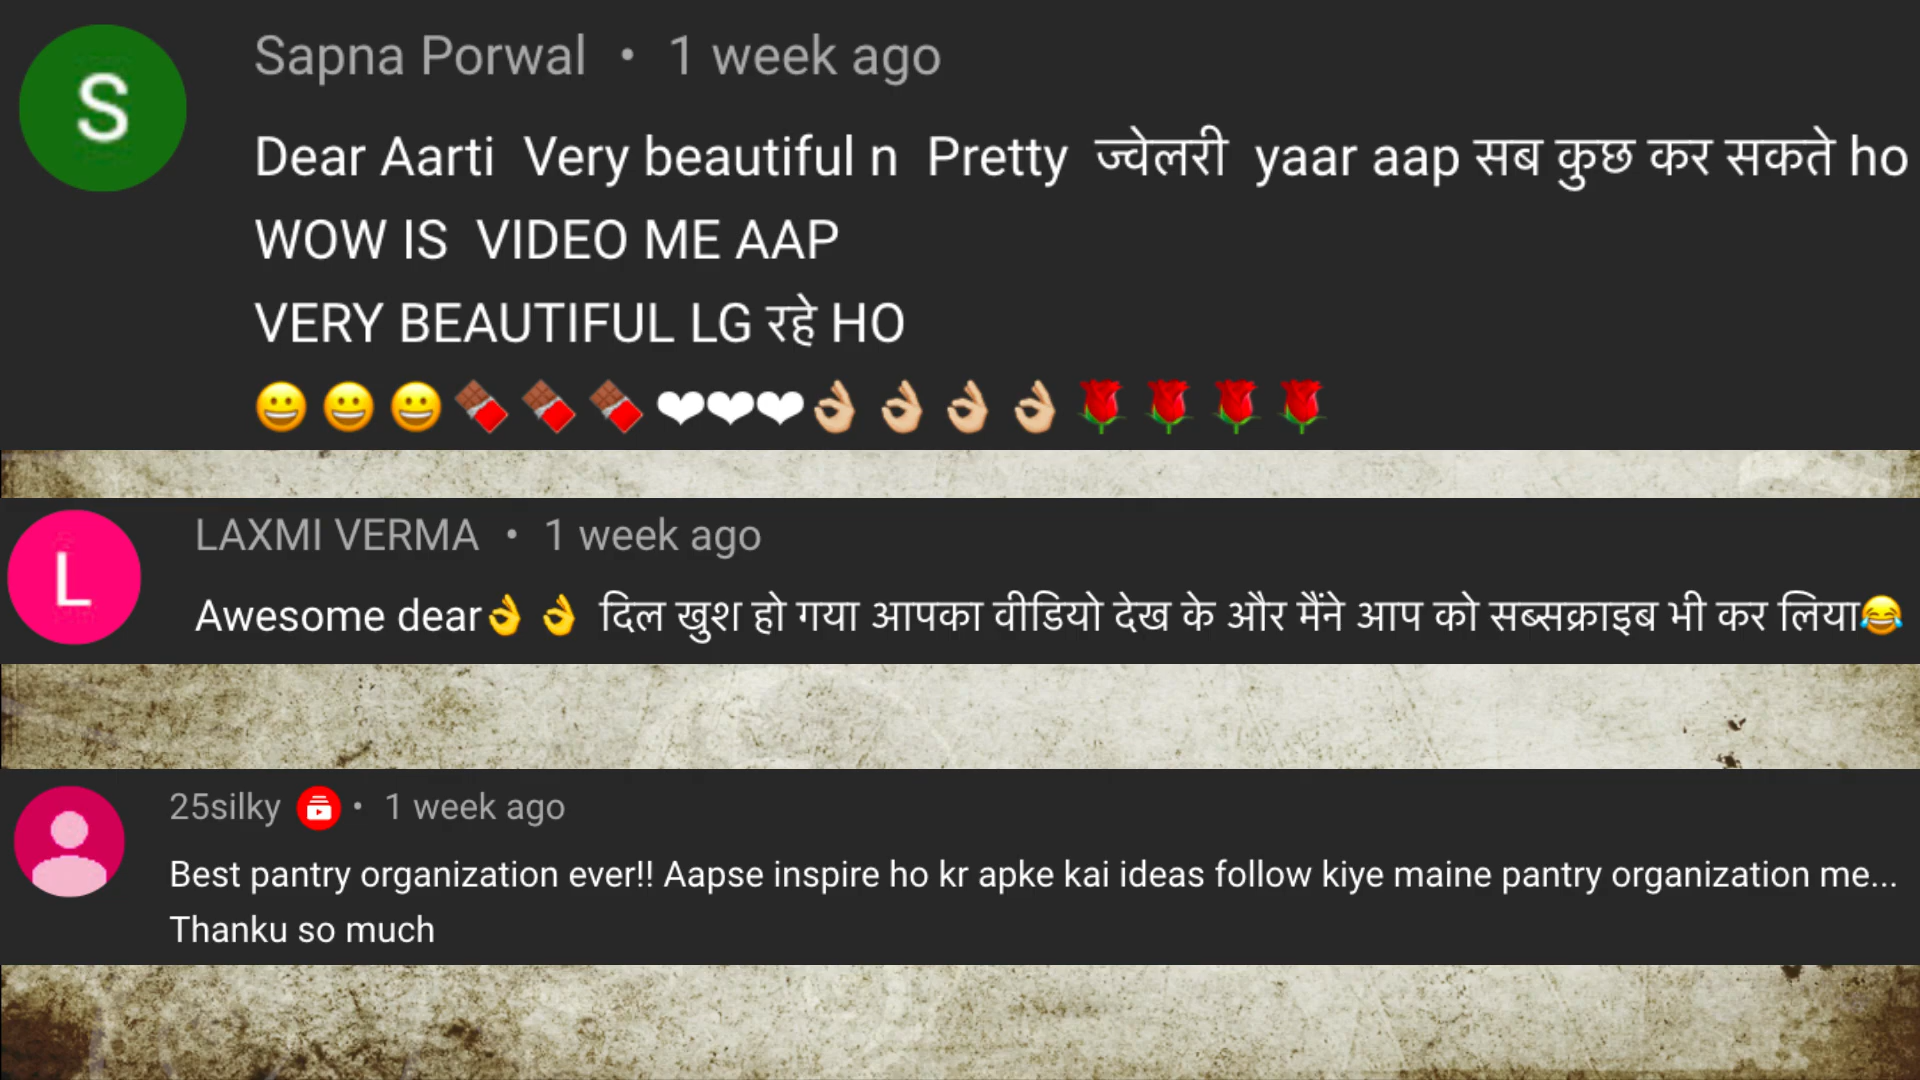 S
Sapna Porwal • 1 week ago
Dear Aarti Very beautiful n Pretty ज्वेलरी yaar aap सब कुछ कर सकते ho
WOW IS VIDEO ME AAP
VERY BEAUTIFUL LG रहे HO
😀😀😀🍫🍫🍫❤❤❤👌🏼👌🏼👌🏼👌🏼🌹🌹🌹🌹
L
LAXMI VERMA • 1 week ago
Awesome dear👌👌 दिल खुश हो गया आपका वीडियो देख के और मैंने आप को सब्सक्राइब भी कर लिया😂
25silky • 1 week ago
Best pantry organization ever!! Aapse inspire ho kr apke kai ideas follow kiye maine pantry organization me...
Thanku so much